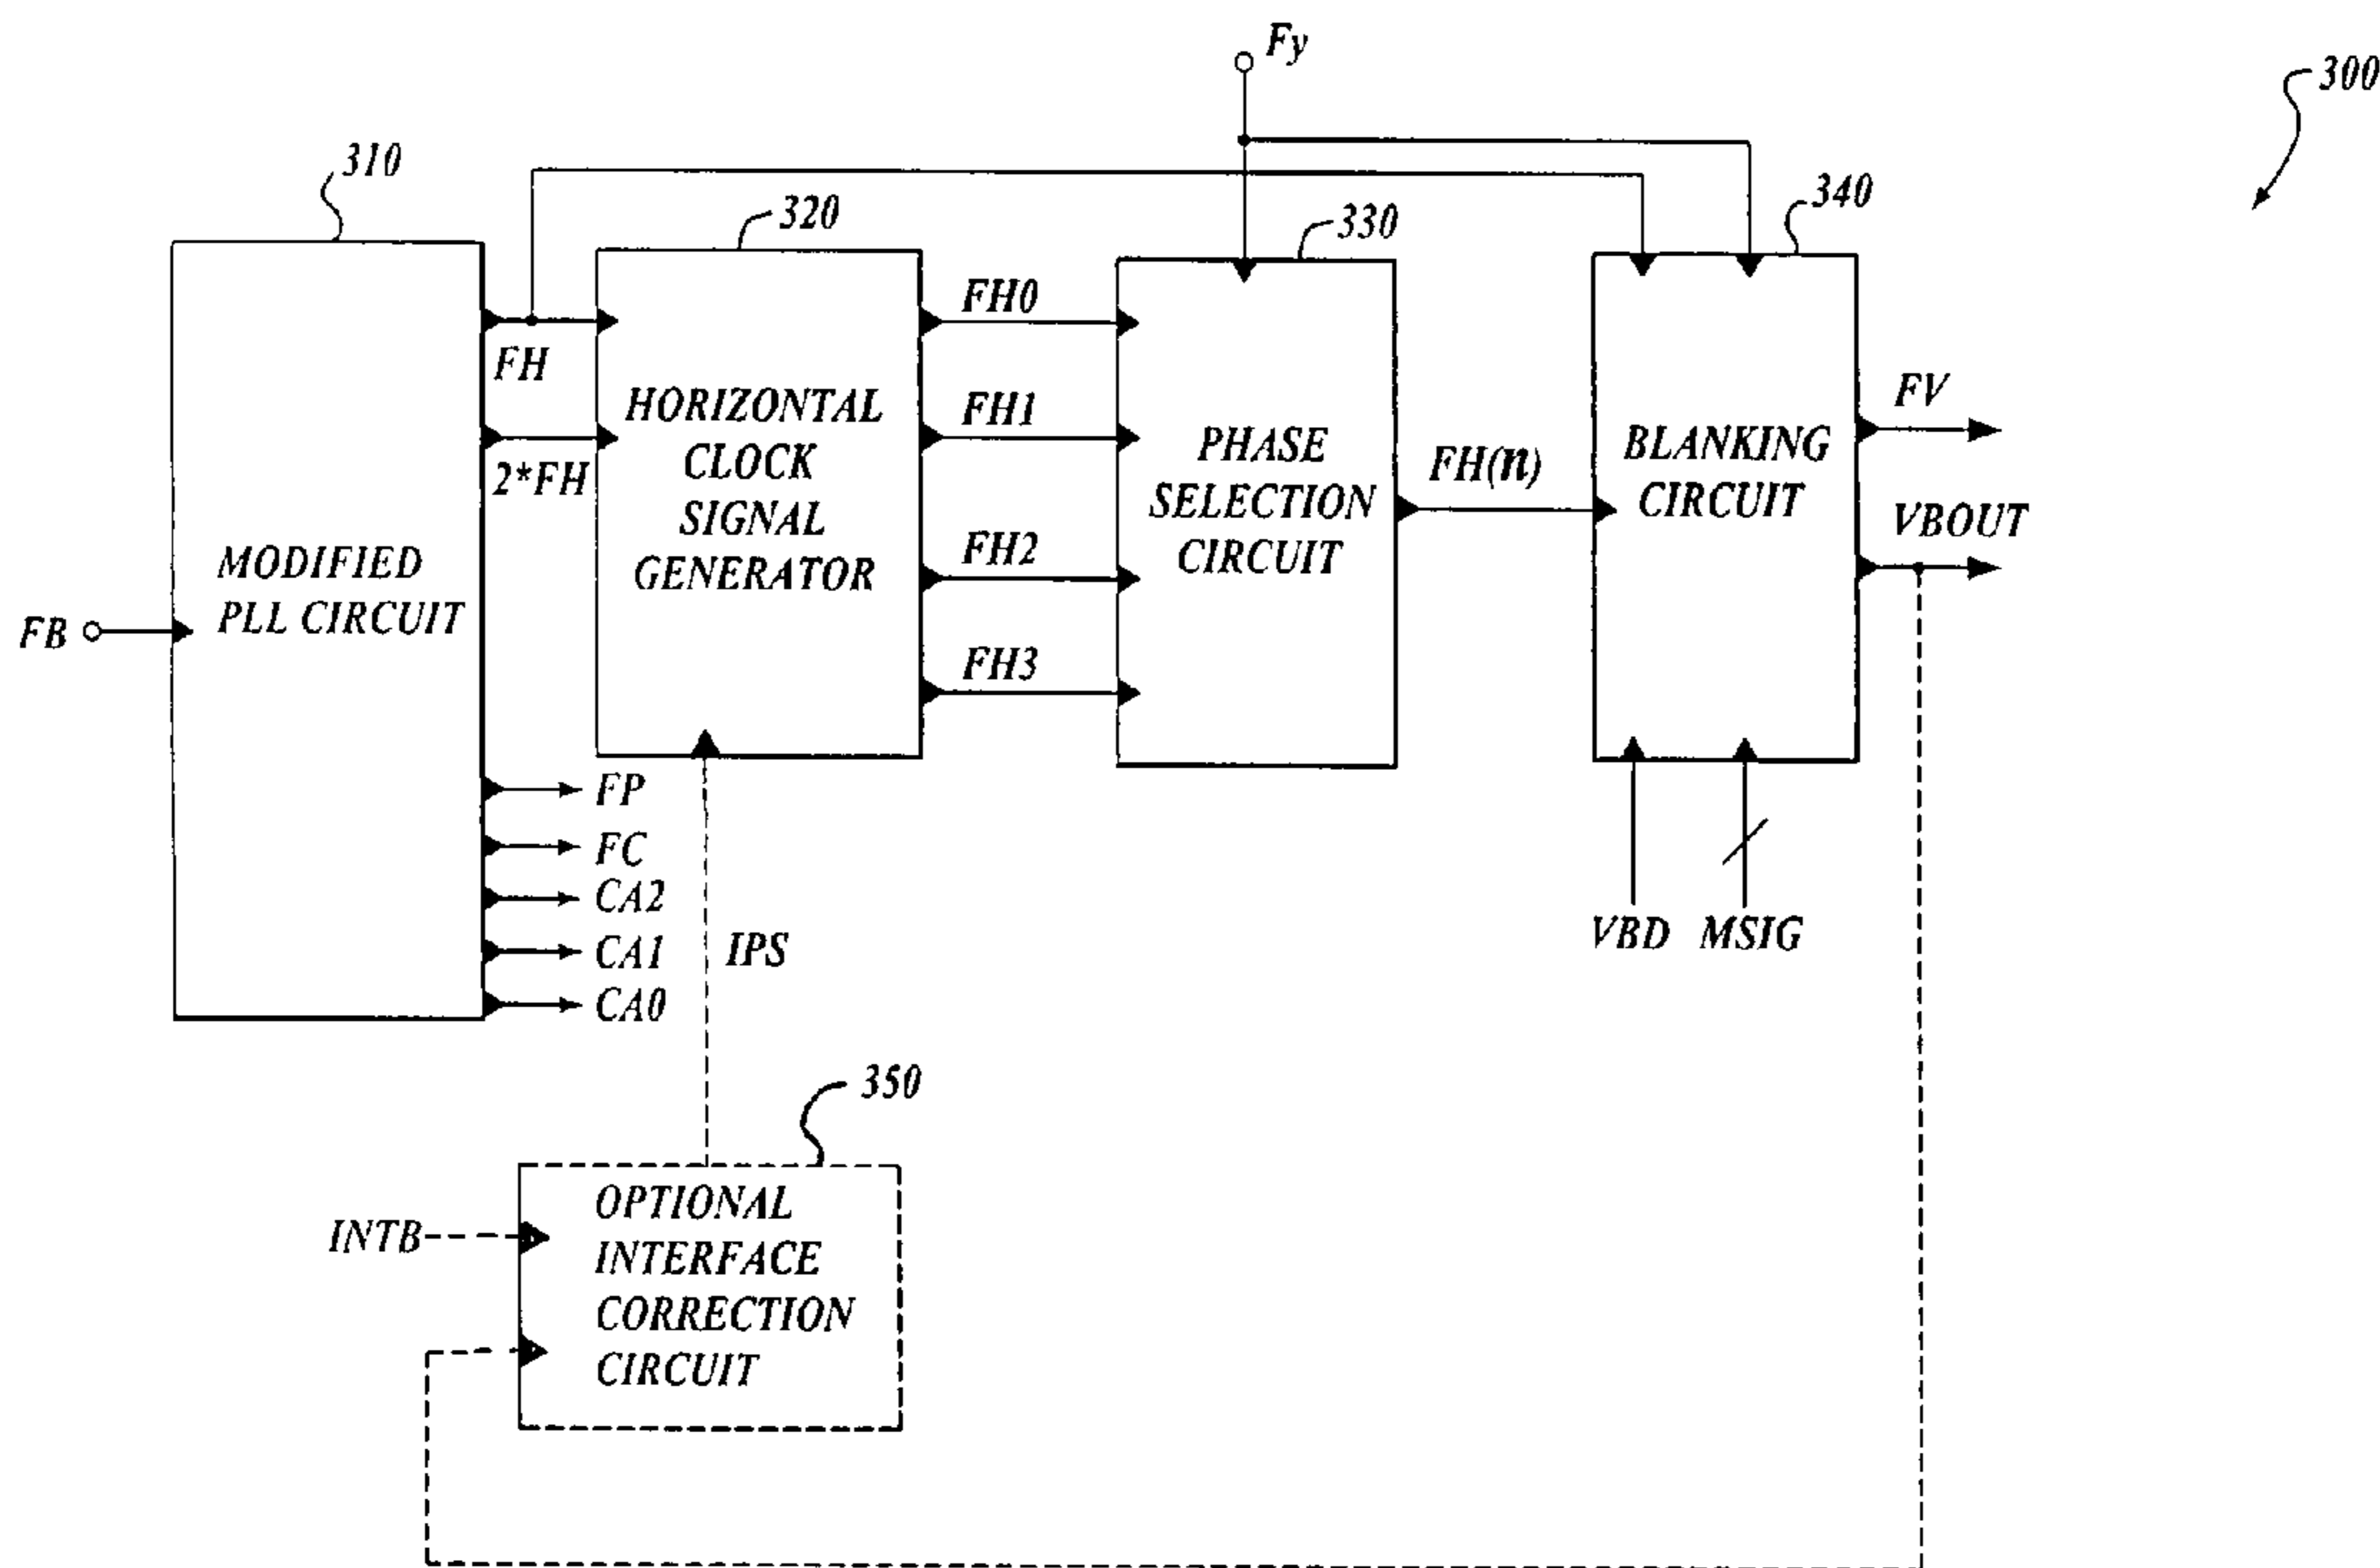 Fy
300
310
320
330
340
FH
2*FH
MODIFIED
PLL CIRCUIT
FB
HORIZONTAL
CLOCK
SIGNAL
GENERATOR
FH0
FH1
FH2
FH3
PHASE
SELECTION
CIRCUIT
FH(n)
BLANKING
CIRCUIT
FV
VBOUT
FP
FC
CA2
CA1
CA0
IPS
VBD
MSIG
350
INTB
OPTIONAL
INTERFACE
CORRECTION
CIRCUIT